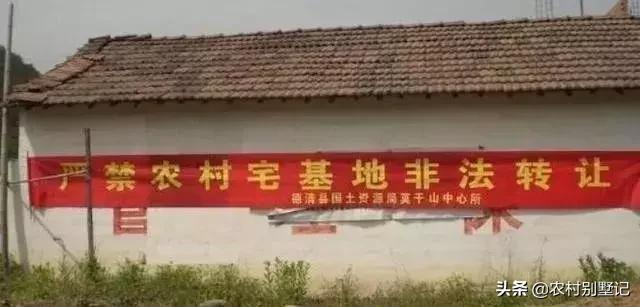 严禁农村宅基地非法转让
德清县国土资源局莫干山中心所
头条 @农村别墅记